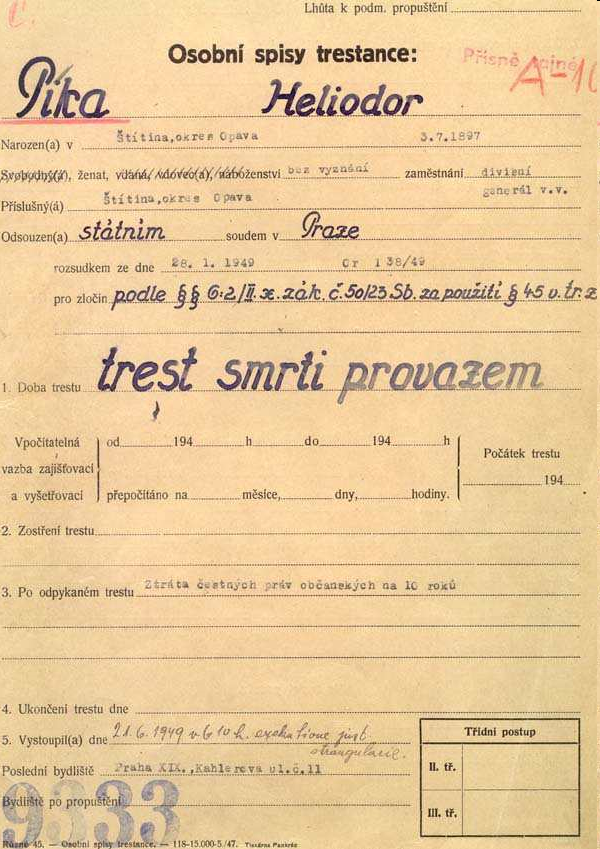 Lhůta k podm. propuštění
Osobní spisy trestance:
Přísně tajné
A-10
Píka Heliodor
Narozen(a) v Štítina,okres Opava 3.7.1897
Svobodný(á), ženat, vdaná, vdovec(a), náboženství bez vyznání zaměstnání divisní
generál v.v.
Příslušný(á) Štítina,okres Opava
Odsouzen(a) státním soudem v Praze
rozsudkem ze dne 28. 1. 1949 Or I 38/49
pro zločin podle §§ 6:2/II. x. zák. č. 50/23 Sb. za použití § 45 v. tr. z
1. Doba trestu trest smrti provazem
Vpočítatelná
vazba zajišťovací
a vyšetřovací
od 194 h do 194 h
přepočítáno na měsíce, dny, hodiny.
Počátek trestu
194
2. Zostření trestu
3. Po odpykaném trestu Ztráta čestných práv občanských na 10 roků
4. Ukončení trestu dne
5. Vystoupil(a) dne 21.6.1949 v 6 10 h.
strangulacie.
Poslední bydliště Praha XIX.,Kahlerova ul.č.11
Bydliště po propuštění
9333
Třídní postup
II. tř.
III. tř.
Různé 45. — Osobní spisy trestance. — 118-15.000-5/47. Tiskárna Pankrác